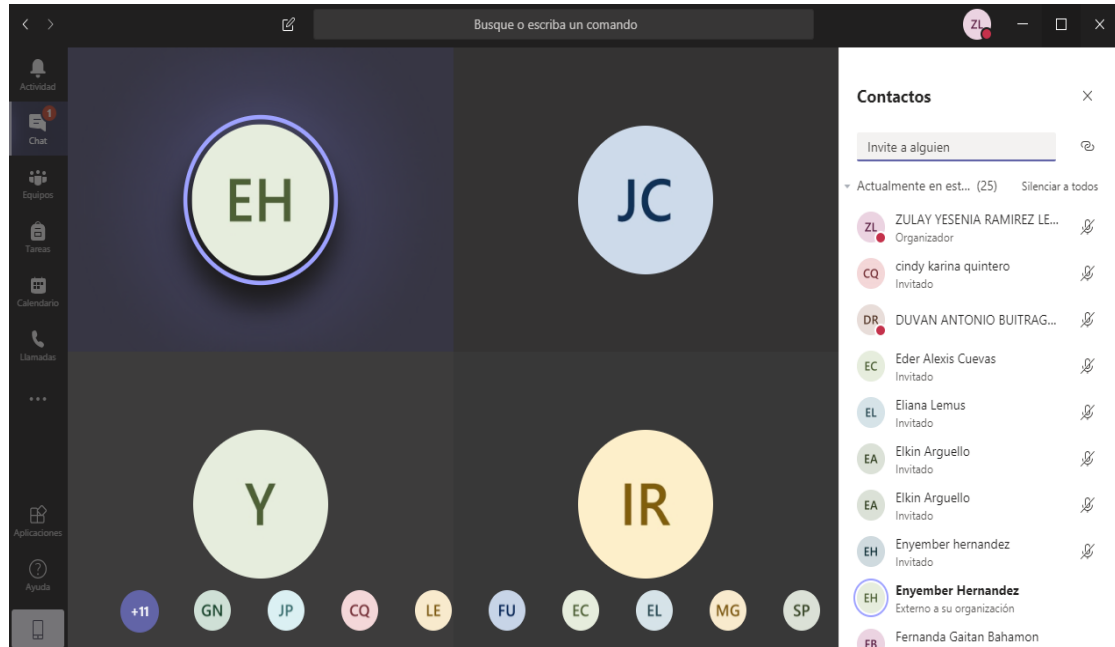 Busque o escriba un comando
ZL
Actividad
1
Chat
Equipos
Tareas
Calendario
Llamadas
Aplicaciones
Ayuda
EH
JC
Y
IR
+11
GN
JP
CQ
LE
FU
EC
EL
MG
SP
Contactos
Invite a alguien
Actualmente en est... (25) Silenciar a todos
ZL ZULAY YESENIA RAMIREZ LE...
Organizador
CQ cindy karina quintero
Invitado
DR DUVAN ANTONIO BUITRAG...
EC Eder Alexis Cuevas
Invitado
EL Eliana Lemus
Invitado
EA Elkin Arguello
Invitado
EA Elkin Arguello
Invitado
EH Enyember hernandez
Invitado
EH Enyember Hernandez
Externo a su organización
FB Fernanda Gaitan Bahamon